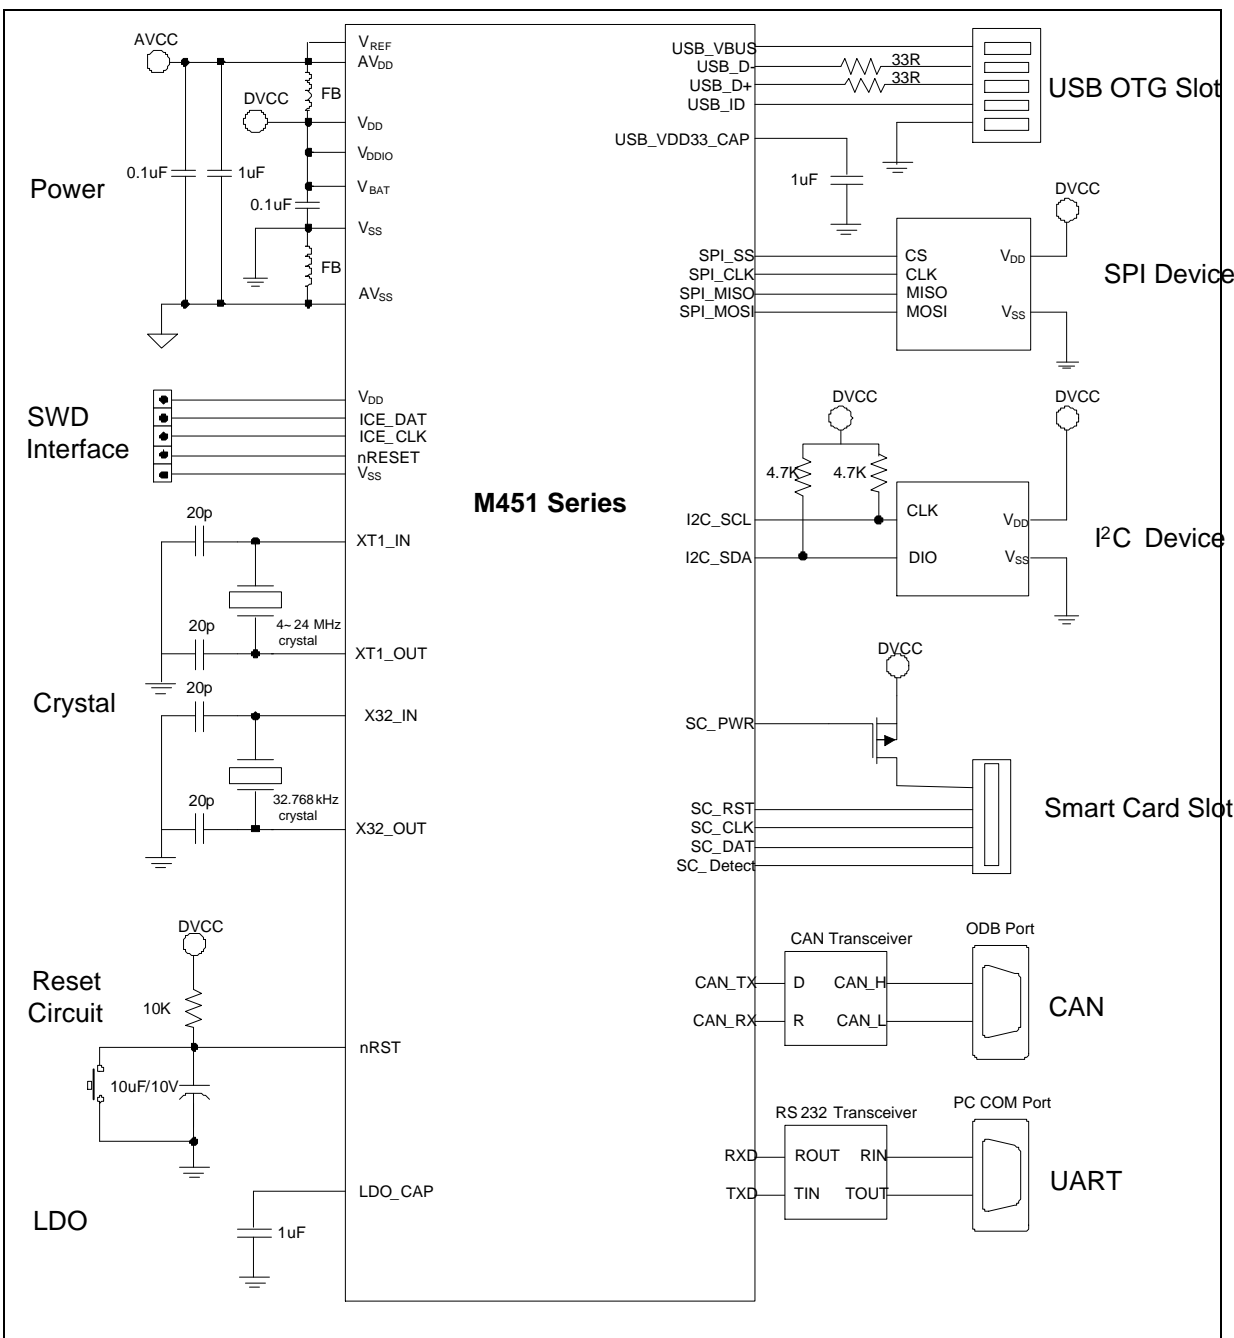 AVCC
VREF
AVDD
FB
DVCC
VDD
VDDIO
0.1uF
1uF
Power
VBAT
0.1uF
VSS
FB
AVSS
SWD
Interface
VDD
ICE_DAT
ICE_CLK
nRESET
VSS
20p
XT1_IN
4~24 MHz
crystal
20p
XT1_OUT
Crystal
20p
X32_IN
32.768kHz
crystal
20p
X32_OUT
DVCC
Reset
Circuit
10K
nRST
10uF/10V
LDO_CAP
LDO
1uF
M451 Series
USB_VBUS
USB_D-
33R
USB_D+
33R
USB_ID
USB OTG Slot
USB_VDD33_CAP
1uF
DVCC
SPI_SS
CS
VDD
SPI_CLK
CLK
SPI_MISO
MISO
SPI_MOSI
MOSI
VSS
SPI Device
DVCC
DVCC
4.7K
4.7K
I2C_SCL
CLK
VDD
I2C_SDA
DIO
VSS
I2C Device
DVCC
SC_PWR
SC_RST
SC_CLK
SC_DAT
SC_Detect
Smart Card Slot
CAN Transceiver
ODB Port
CAN_TX
D
CAN_H
CAN_RX
R
CAN_L
CAN
RS 232 Transceiver
PC COM Port
RXD
ROUT
RIN
TXD
TIN
TOUT
UART